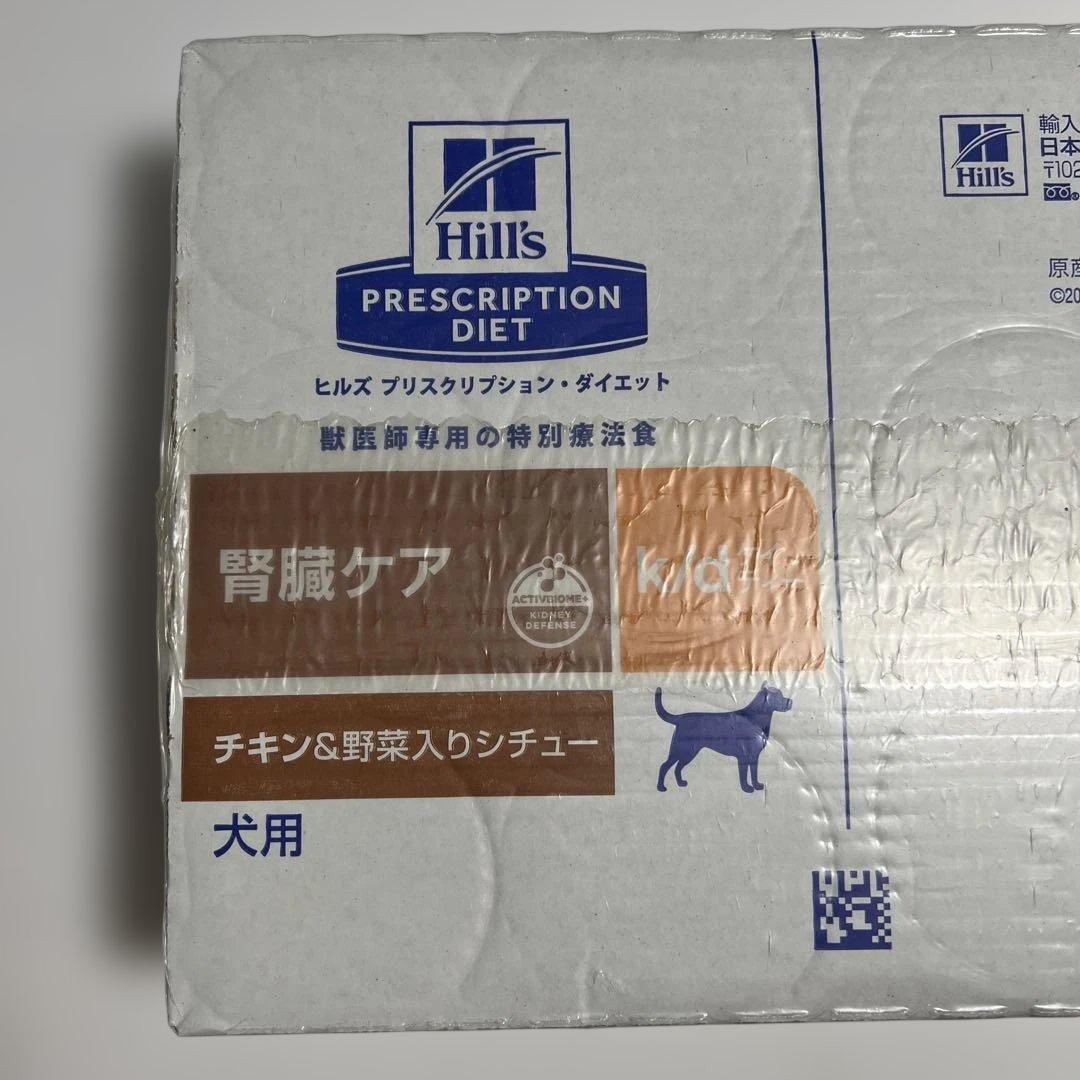 Hill's
PRESCRIPTION
DIET
ヒルズ プリスクリプション・ダイエット
獣医師専用の特別療法食
腎臓ケア
ACTIVBIOME+
KIDNEY
DEFENSE
k/d
チキン&野菜入りシチュー
犬用
Hill's
輸入
日本
〒102
原産
©20